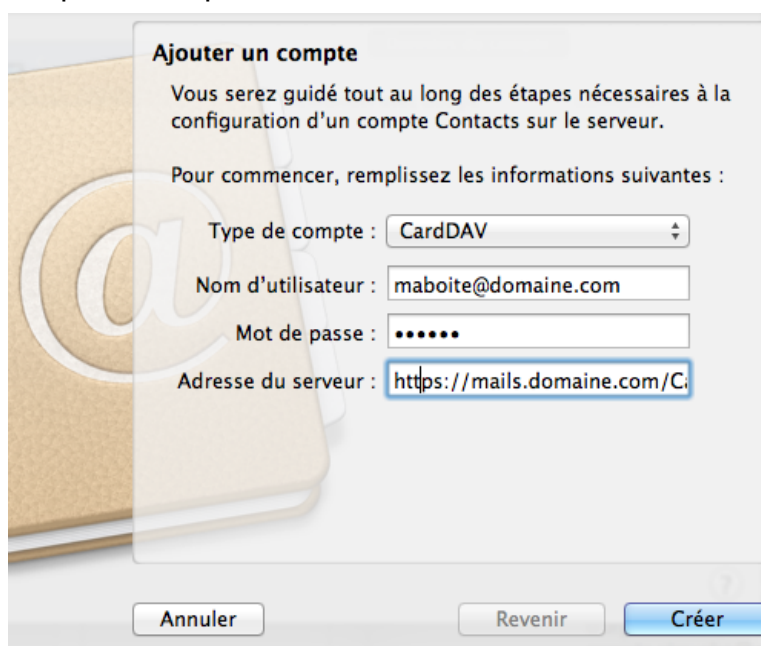 Ajouter un compte
Vous serez guidé tout au long des étapes nécessaires à la
configuration d'un compte Contacts sur le serveur.
Pour commencer, remplissez les informations suivantes :
Type de compte : CardDAV
Nom d'utilisateur : maboite@domaine.com
Mot de passe : ••••••
Adresse du serveur : https://mails.domaine.com/Ca
@
Annuler Revenir Créer